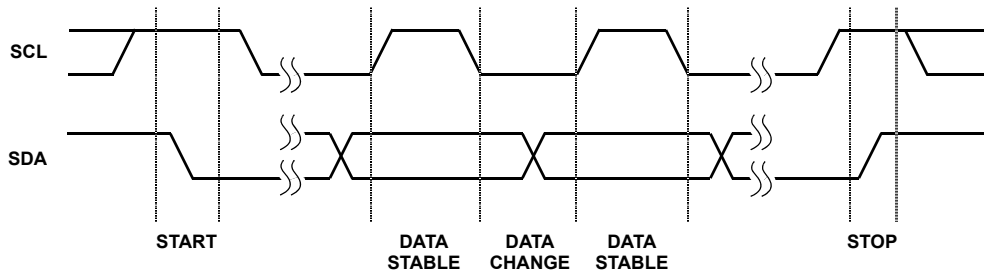 SCL
SDA
START
DATA
STABLE
DATA
CHANGE
DATA
STABLE
STOP